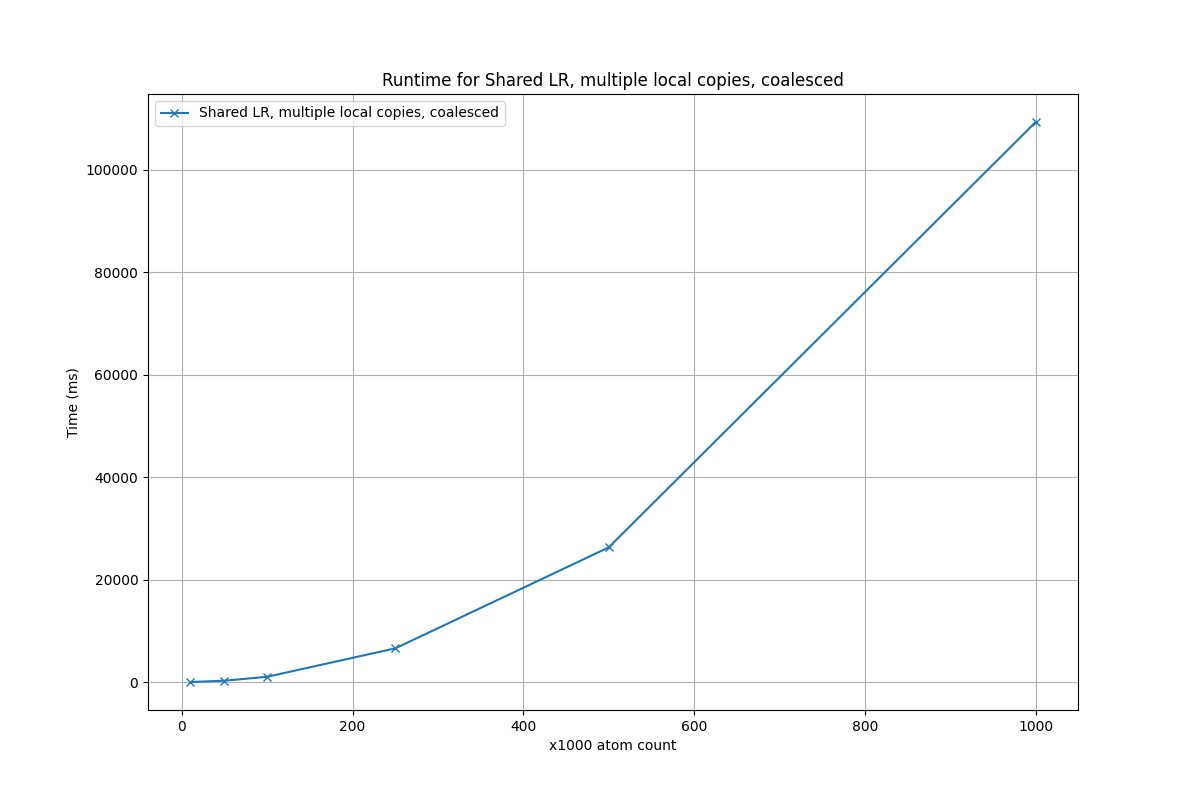 Runtime for Shared LR, multiple local copies, coalesced
Shared LR, multiple local copies, coalesced
100000
80000
60000
40000
20000
0
Time (ms)
0 200 400 600 800 1000
x1000 atom count